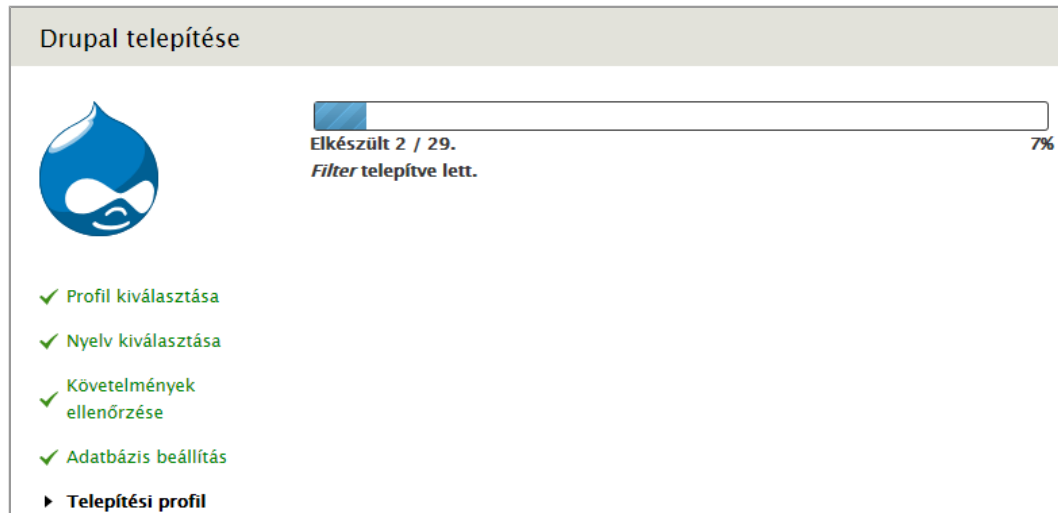 Drupal telepítése
Elkészült 2 / 29.
7%
Filter telepítve lett.
Profil kiválasztása
Nyelv kiválasztása
Követelmények
ellenőrzése
Adatbázis beállítás
Telepítési profil